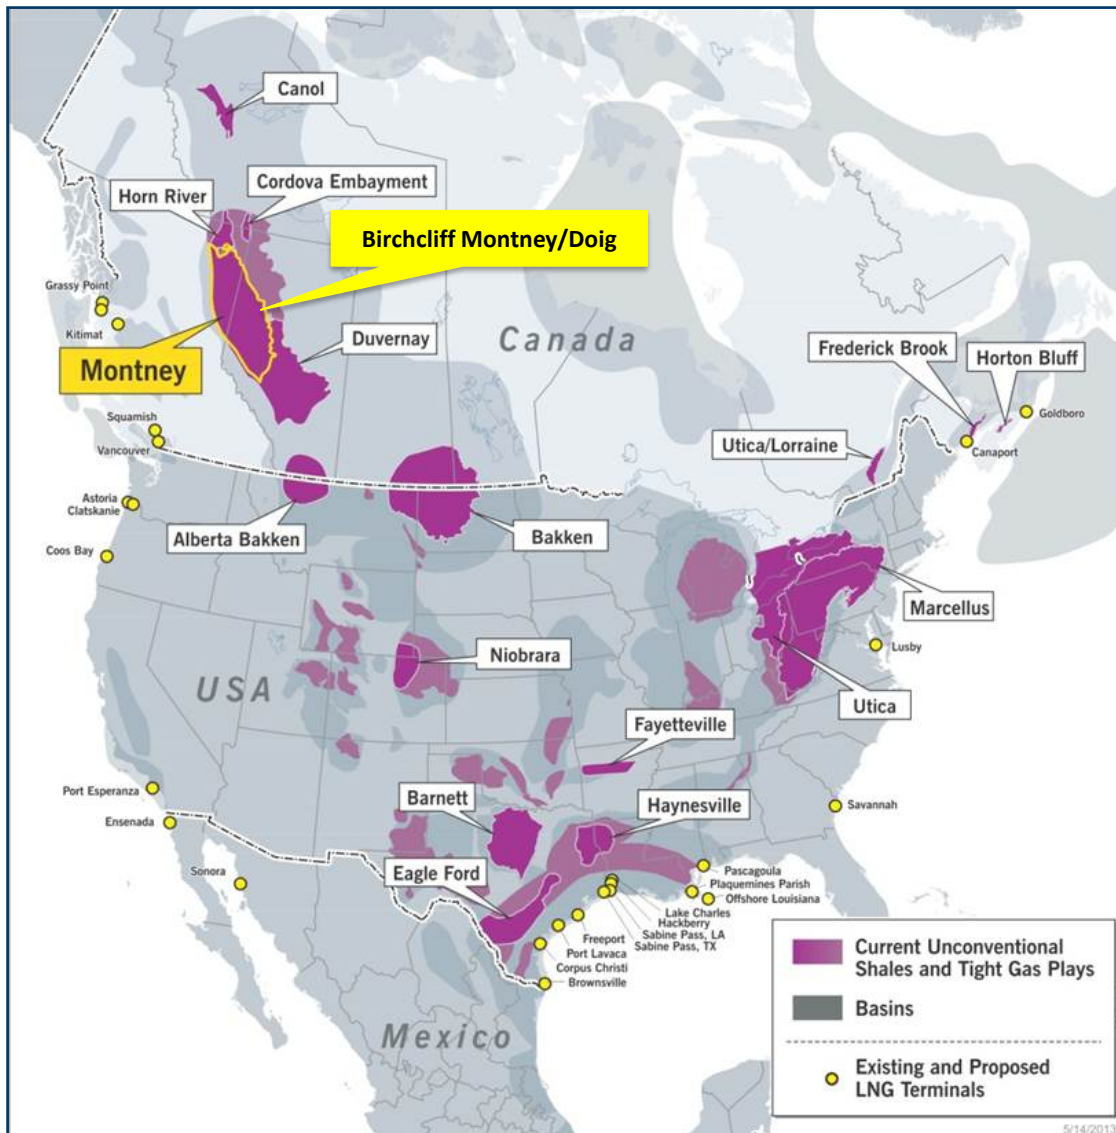 Canol
Cordova Embayment
Horn River
Birchcliff Montney/Doig
Grassy Point
Kitimat
Montney
Duvernay
Canada
Frederick Brook
Horton Bluff
Goldboro
Squamish
Vancouver
Utica/Lorraine
Canaport
Astoria
Clatskanie
Alberta Bakken
Bakken
Coos Bay
Marcellus
Lusby
Niobrara
USA
Utica
Fayetteville
Port Esperanza
Barnett
Haynesville
Savannah
Ensenada
Sonora
Eagle Ford
Pascagoula
Plaquemines Parish
Offshore Louisiana
Lake Charles
Hackberry
Sabine Pass, LA
Sabine Pass, TX
Freeport
Port Lavaca
Corpus Christi
Brownsville
Mexico
Current Unconventional
Shales and Tight Gas Plays
Basins
Existing and Proposed
LNG Terminals
5/14/2013